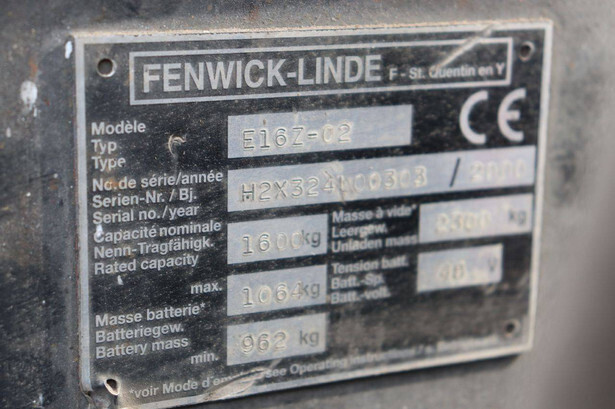 FENWICK-LINDE F - St. Quentin en Y
CE
Modèle
Typ
Type
E16Z-02
No. de série/année
Serien-Nr. / Bj.
Serial no. /year
H2X324 / 2000
Capacité nominale
Nenn-Tragfähigk.
Rated capacity
1600 kg
Masse à vide*
Leergew.
Unladen mass
kg
max.
1064 kg
Tension batt.
Batt.-Sp.
Batt.-volt.
V
Masse batterie*
Batteriegew.
Battery mass
min.
962 kg
*voir Mode d' see Operating